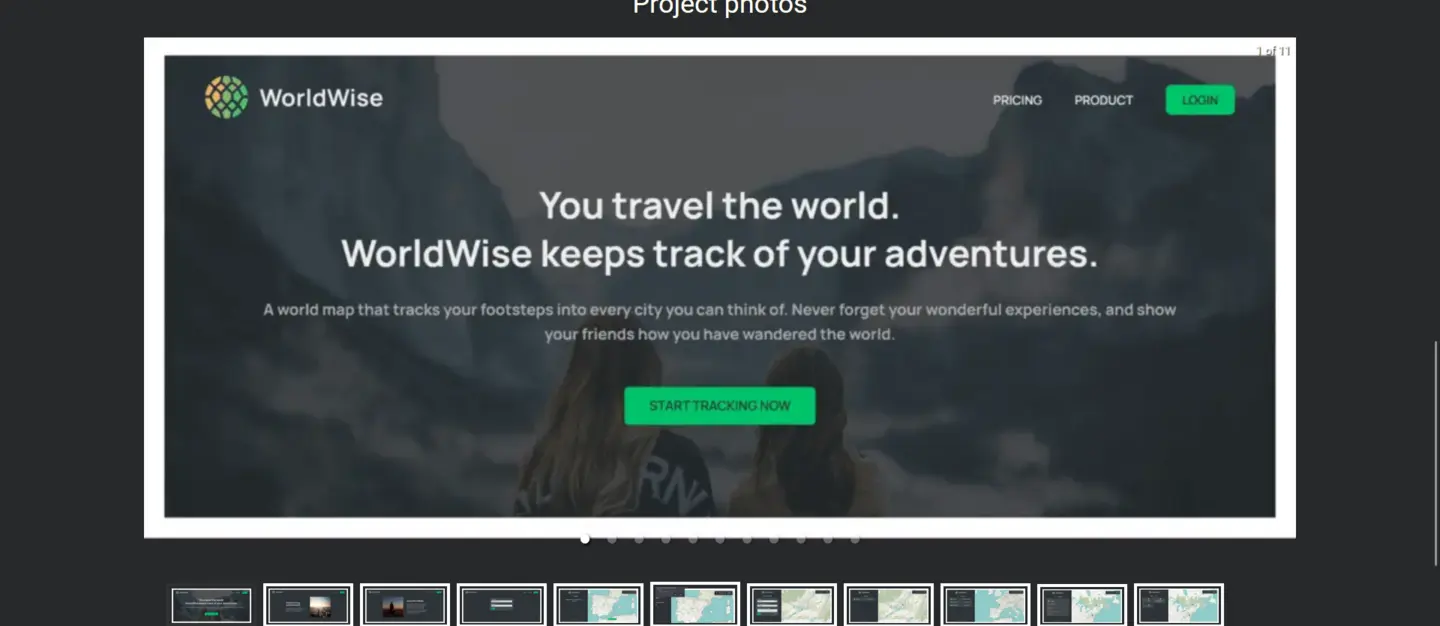 Project photos
1 of 11
WorldWise
PRICING
PRODUCT
LOGIN
You travel the world.
WorldWise keeps track of your adventures.
A world map that tracks your footsteps into every city you can think of. Never forget your wonderful experiences, and show
your friends how you have wandered the world.
START TRACKING NOW